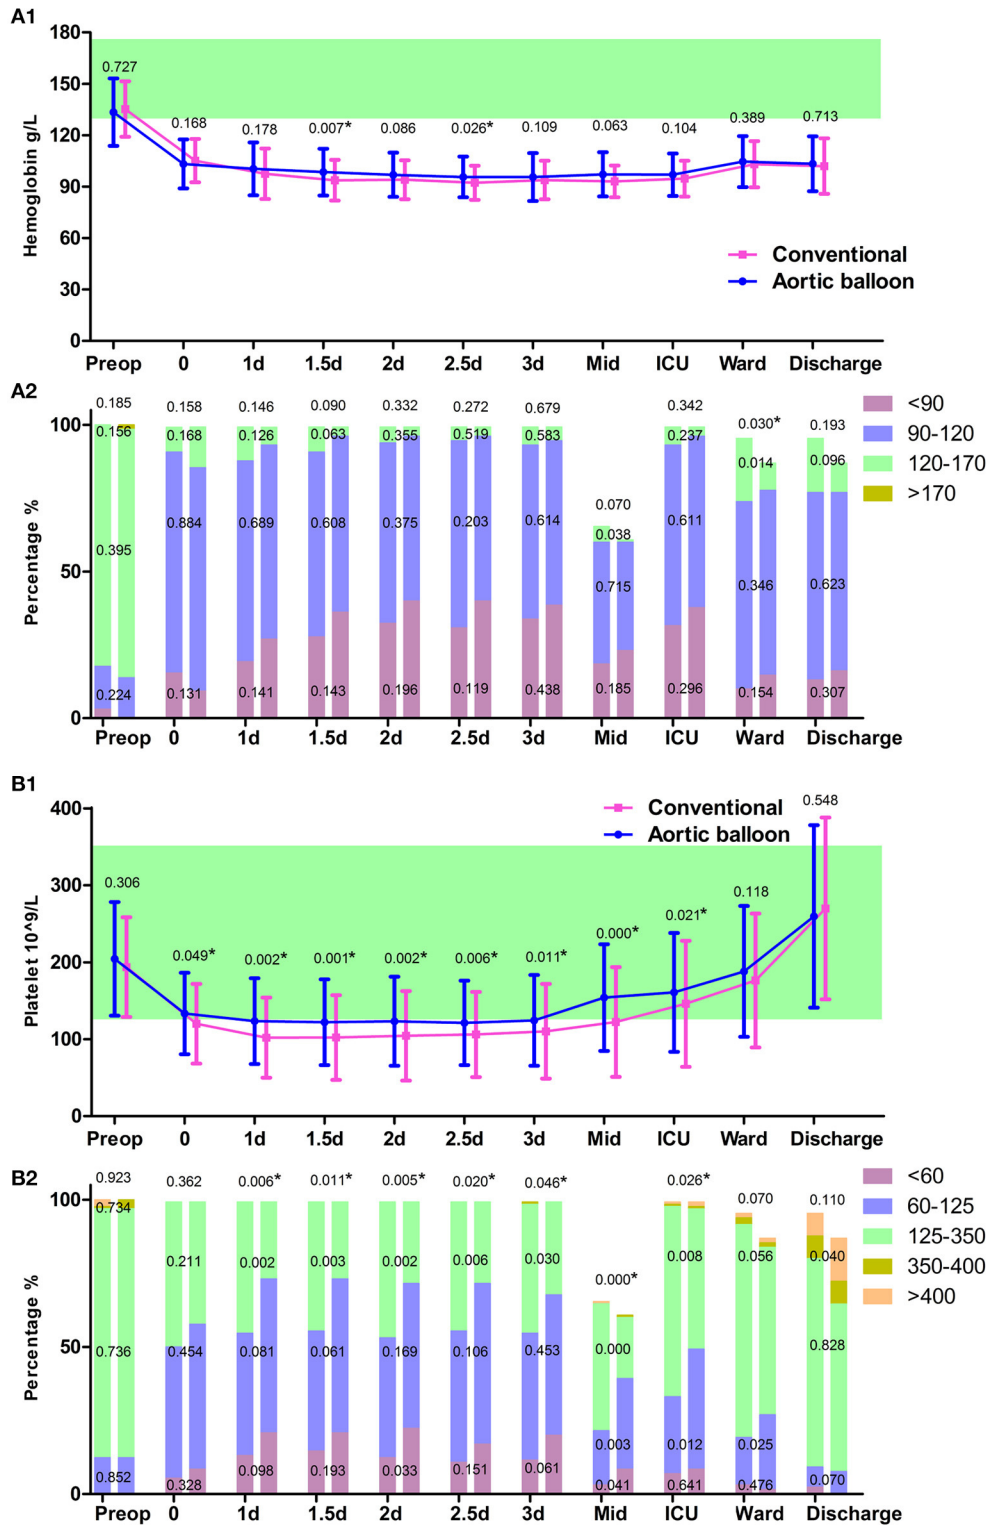 A1
180
150
120
90
60
30
0
Hemoglobin g/L
0.727
0.168
0.178
0.007*
0.086
0.026*
0.109
0.063
0.104
0.389
0.713
Conventional
Aortic balloon
Preop 0 1d 1.5d 2d 2.5d 3d Mid ICU Ward Discharge
A2
100
50
0
Percentage %
0.185 0.158 0.146 0.090 0.332 0.272 0.679 0.070 0.342 0.030* 0.193
0.156 0.168 0.126 0.063 0.355 0.519 0.583 0.038 0.237 0.014 0.096
0.395 0.884 0.689 0.608 0.375 0.203 0.614 0.715 0.611 0.346 0.623
0.224 0.131 0.141 0.143 0.196 0.119 0.438 0.185 0.296 0.154 0.307
<90
90-120
120-170
>170
Preop 0 1d 1.5d 2d 2.5d 3d Mid ICU Ward Discharge
B1
400
300
200
100
0
Platelet 10^9/L
Conventional
Aortic balloon
0.306
0.049*
0.002*
0.001*
0.002*
0.006*
0.011*
0.000*
0.021*
0.118
0.548
Preop 0 1d 1.5d 2d 2.5d 3d Mid ICU Ward Discharge
B2
100
50
0
Percentage %
0.923 0.362 0.006* 0.011* 0.005* 0.020* 0.046* 0.000* 0.026* 0.070 0.110
0.734 0.211 0.002 0.003 0.002 0.006 0.030 0.000 0.008 0.056 0.040
0.736 0.454 0.081 0.061 0.169 0.106 0.453 0.003 0.012 0.025 0.828
0.852 0.328 0.098 0.193 0.033 0.151 0.061 0.041 0.641 0.476 0.070
<60
60-125
125-350
350-400
>400
Preop 0 1d 1.5d 2d 2.5d 3d Mid ICU Ward Discharge